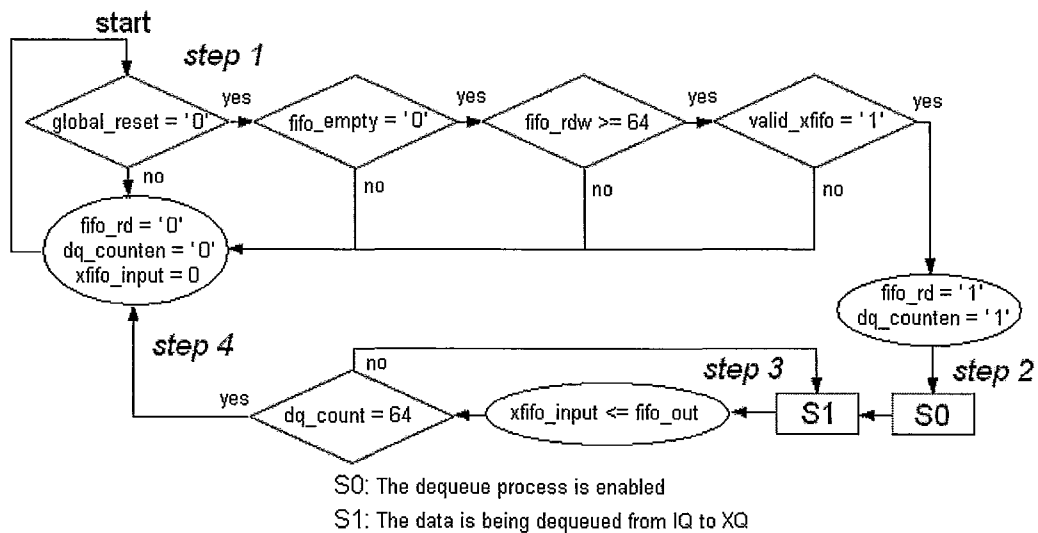 start
step 1
global_reset = '0'
yes
fifo_empty = '0'
yes
fifo_rdw >= 64
yes
valid_xfifo = '1'
yes
no
no
no
no
fifo_rd = '0'
dq_counten = '0'
xfifo_input = 0
fifo_rd = '1'
dq_counten = '1'
step 4
no
step 3
step 2
yes
dq_count = 64
xfifo_input <= fifo_out
S1
S0
S0: The dequeue process is enabled
S1: The data is being dequeued from IQ to XQ